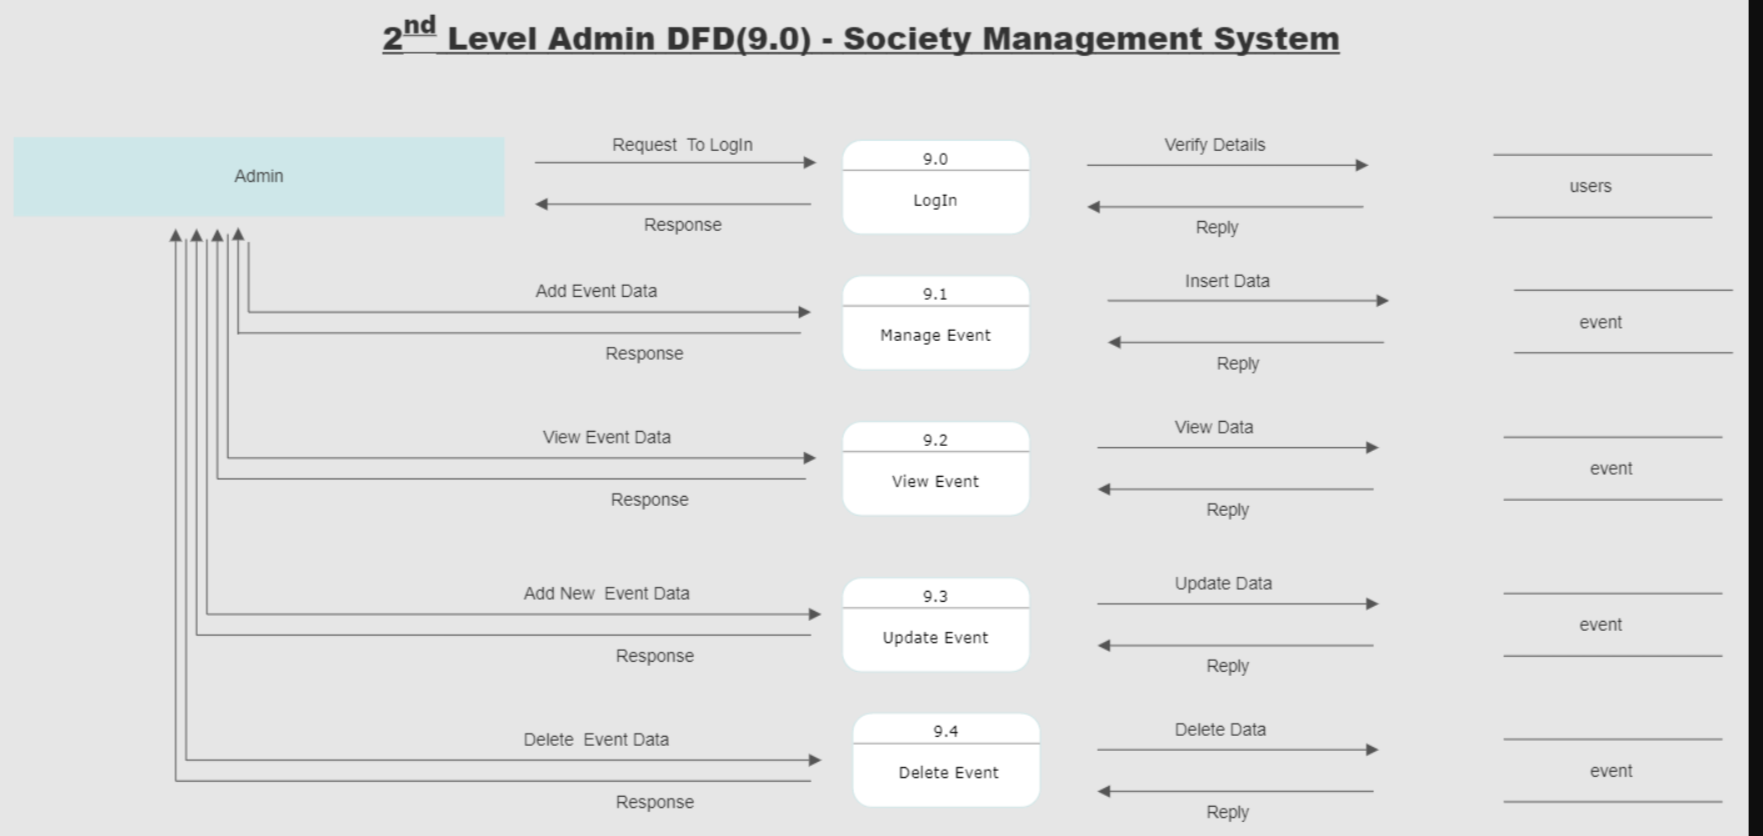 2nd Level Admin DFD(9.0) - Society Management System
Admin
Request To LogIn
Response
9.0
LogIn
Verify Details
Reply
users
Add Event Data
Response
9.1
Manage Event
Insert Data
Reply
event
View Event Data
Response
9.2
View Event
View Data
Reply
event
Add New Event Data
Response
9.3
Update Event
Update Data
Reply
event
Delete Event Data
Response
9.4
Delete Event
Delete Data
Reply
event